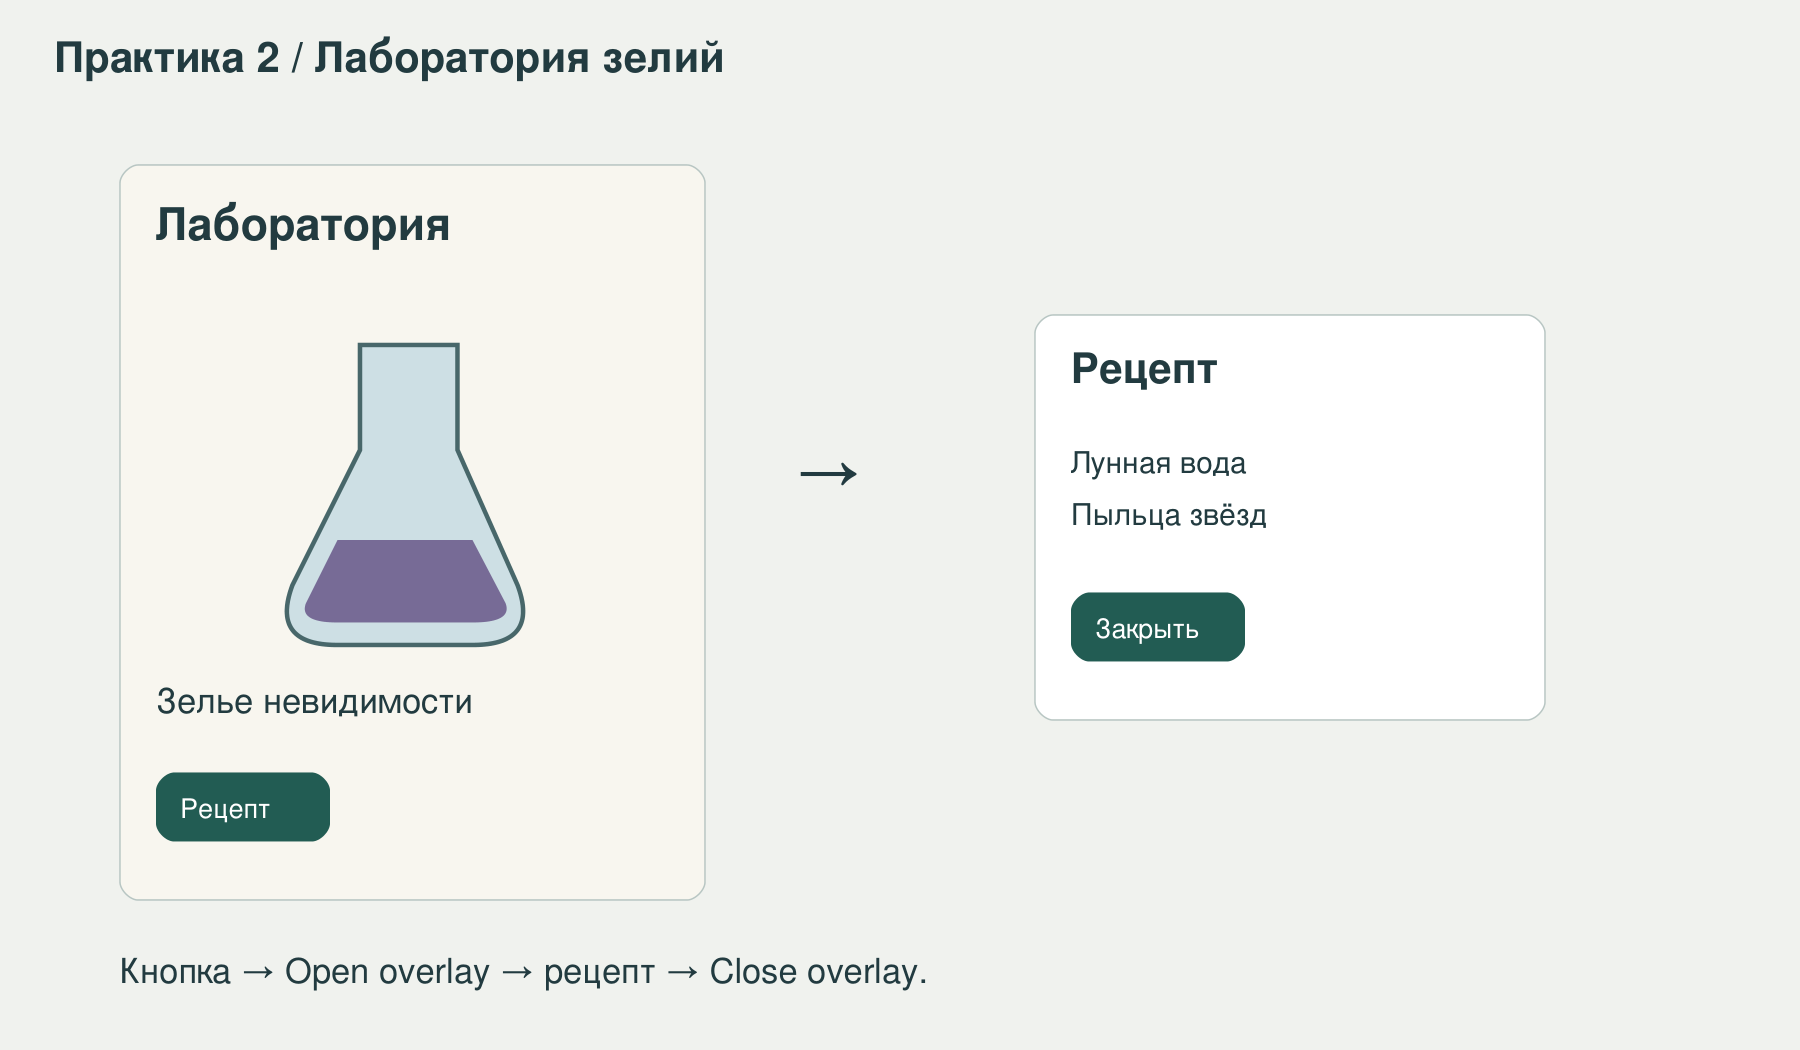 Практика 2 / Лаборатория зелий
Лаборатория
Зелье невидимости
Рецепт
→
Рецепт
Лунная вода
Пыльца звёзд
Закрыть
Кнопка → Open overlay → рецепт → Close overlay.